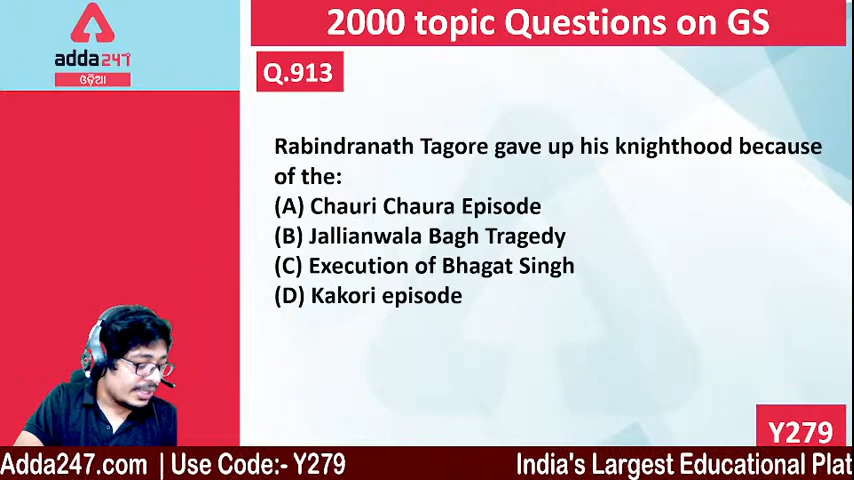 adda247
ଓଡ଼ିଆ
2000 topic Questions on GS
Q.913
Rabindranath Tagore gave up his knighthood because
of the:
(A) Chauri Chaura Episode
(B) Jallianwala Bagh Tragedy
(C) Execution of Bhagat Singh
(D) Kakori episode
Y279
Adda247.com | Use Code:- Y279
India's Largest Educational Plat